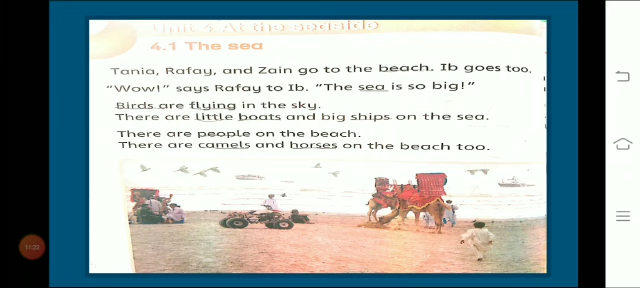 Unit 4 At the seaside
4.1 The sea
Tania, Rafay, and Zain go to the beach. Ib goes too.
“Wow!” says Rafay to Ib. “The sea is so big!”
Birds are flying in the sky.
There are little boats and big ships on the sea.
There are people on the beach.
There are camels and horses on the beach too.
11:23